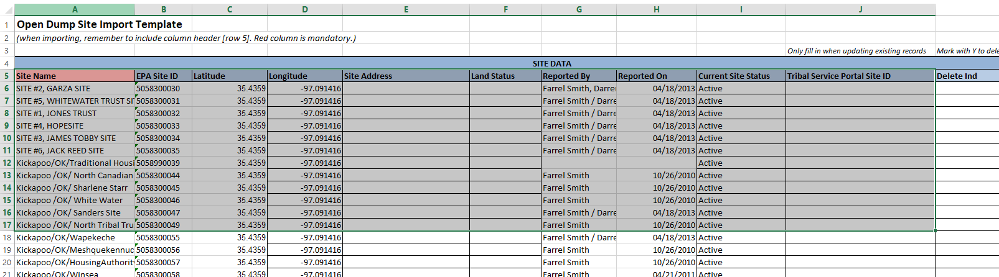 A B C D E F G H I J
1 Open Dump Site Import Template
2 (when importing, remember to include column header [row 5]. Red column is mandatory.)
3 Only fill in when updating existing records Mark with Y to dele
4 SITE DATA
5 Site Name EPA Site ID Latitude Longitude Site Address Land Status Reported By Reported On Current Site Status Tribal Service Portal Site ID Delete Ind
6 SITE #2, GARZA SITE 5058300030 35.4359 -97.091416 Farrel Smith, Darre 04/18/2013 Active
7 SITE #5, WHITEWATER TRUST SI 5058300031 35.4359 -97.091416 Farrel Smith / Darre 04/18/2013 Active
8 SITE #1, JONES TRUST 5058300032 35.4359 -97.091416 Farrel Smith / Darre 04/18/2013 Active
9 SITE #4, HOPESITE 5058300033 35.4359 -97.091416 Farrel Smith / Darre 04/18/2013 Active
10 SITE #3, JAMES TOBBY SITE 5058300034 35.4359 -97.091416 Farrel Smith / Darre 04/18/2013 Active
11 SITE #6, JACK REED SITE 5058300035 35.4359 -97.091416 Farrel Smith / Darre 04/18/2013 Active
12 Kickapoo/OK/Traditional Housi 5058990039 35.4359 -97.091416 Active
13 Kickapoo /OK/ North Canadian 5058300044 35.4359 -97.091416 Farrel Smith 10/26/2010 Active
14 Kickapoo /OK/ Sharlene Starr 5058300045 35.4359 -97.091416 Farrel Smith 10/26/2010 Active
15 Kickapoo /OK/ White Water 5058300046 35.4359 -97.091416 Farrel Smith 10/26/2010 Active
16 Kickapoo /OK/ Sanders Site 5058300047 35.4359 -97.091416 Farrel Smith / Darre 04/18/2013 Active
17 Kickapoo /OK/ North Tribal Tru 5058300049 35.4359 -97.091416 Farrel Smith 10/26/2010 Active
18 Kickapoo/OK/Wapekeche 5058300055 35.4359 -97.091416 Farrel Smith / Darre 04/18/2013 Active
19 Kickapoo/OK/Meshquekennuc 5058300056 35.4359 -97.091416 Farrel Smith 10/26/2010 Active
20 Kickapoo/OK/HousingAuthorit 5058300057 35.4359 -97.091416 Farrel Smith 10/26/2010 Active
21 Kickapoo/OK/Winsea 5058300058 35.4359 -97.091416 Farrel Smith 04/21/2011 Active